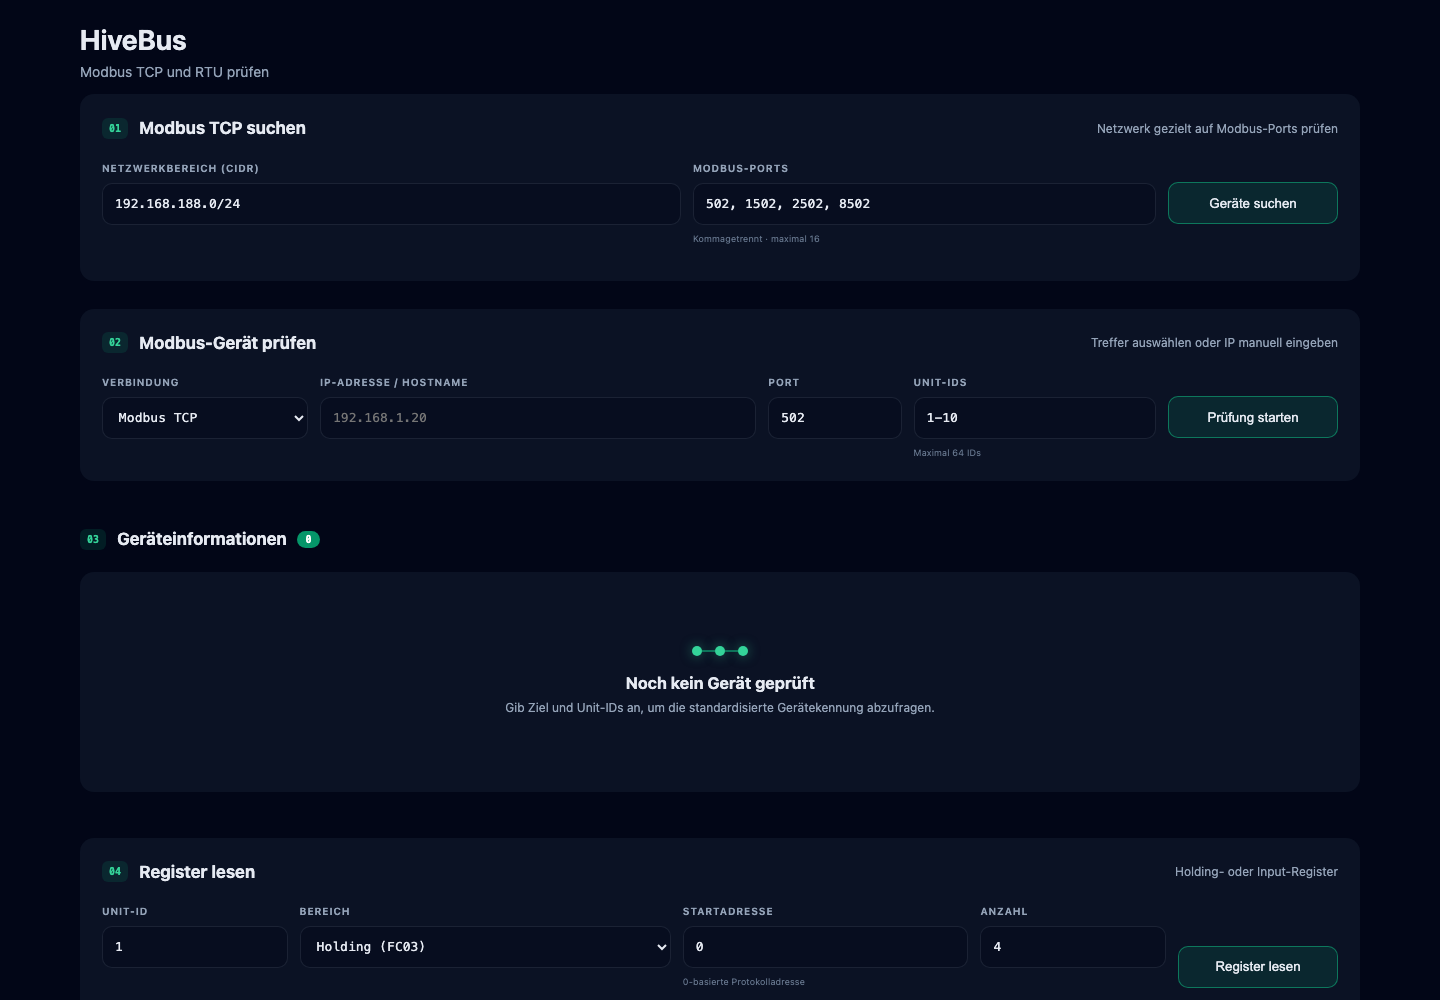 HiveBus
Modbus TCP und RTU prüfen
01 Modbus TCP suchen
Netzwerk gezielt auf Modbus-Ports prüfen
NETZWERKBEREICH (CIDR)
192.168.188.0/24
MODBUS-PORTS
502, 1502, 2502, 8502
Kommagetrennt · maximal 16
Geräte suchen
02 Modbus-Gerät prüfen
Treffer auswählen oder IP manuell eingeben
VERBINDUNG
Modbus TCP
IP-ADRESSE / HOSTNAME
192.168.1.20
PORT
502
UNIT-IDS
1–10
Maximal 64 IDs
Prüfung starten
03 Geräteinformationen 0
Noch kein Gerät geprüft
Gib Ziel und Unit-IDs an, um die standardisierte Gerätekennung abzufragen.
04 Register lesen
Holding- oder Input-Register
UNIT-ID
1
BEREICH
Holding (FC03)
STARTADRESSE
0
0-basierte Protokolladresse
ANZAHL
4
Register lesen